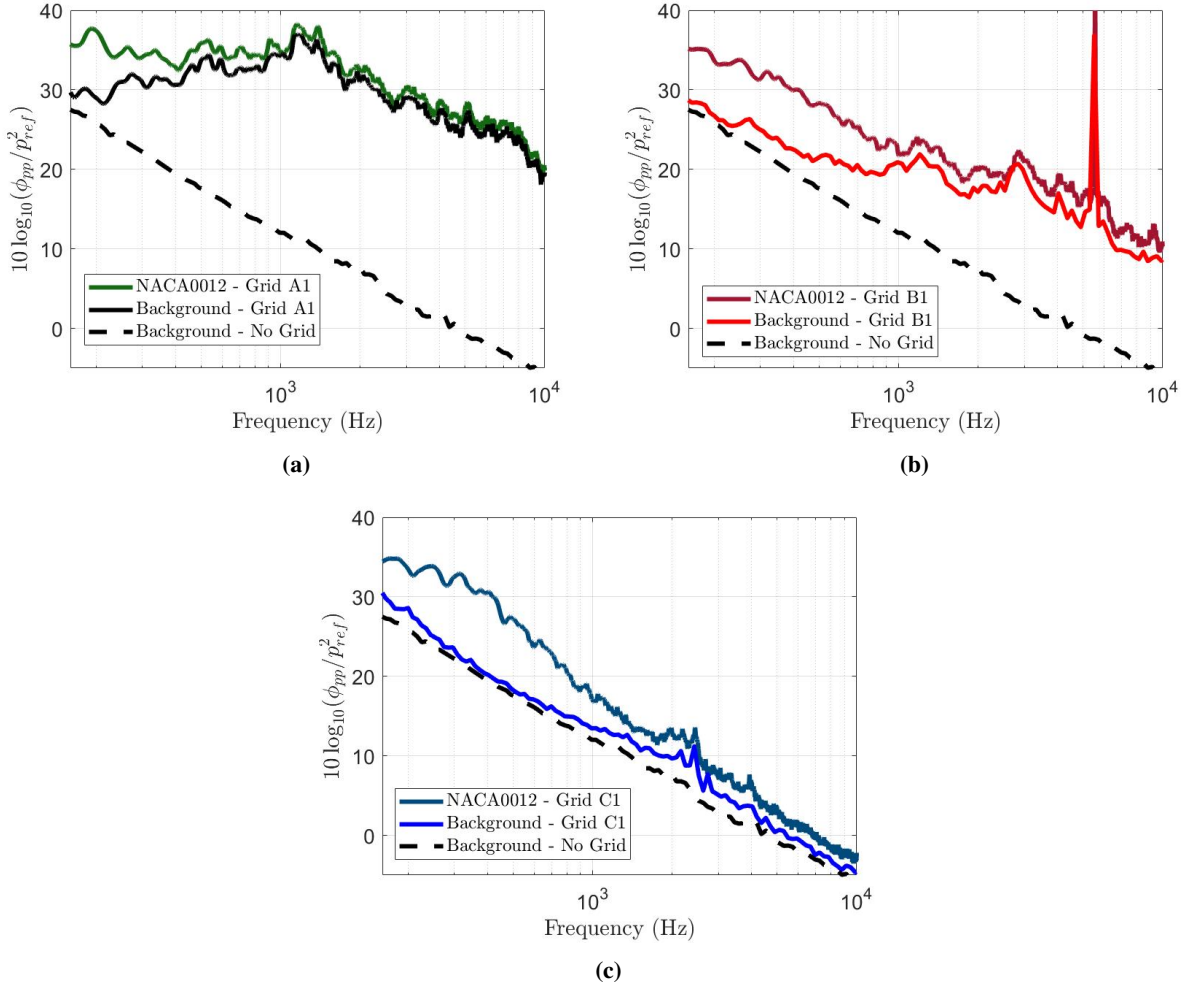 40
30
20
10
0
10 log10(ϕpp/p²ref)
10³
10⁴
Frequency (Hz)
NACA0012 - Grid A1
Background - Grid A1
Background - No Grid
(a)
40
30
20
10
0
10 log10(ϕpp/p²ref)
10³
10⁴
Frequency (Hz)
NACA0012 - Grid B1
Background - Grid B1
Background - No Grid
(b)
40
30
20
10
0
10 log10(ϕpp/p²ref)
10³
10⁴
Frequency (Hz)
NACA0012 - Grid C1
Background - Grid C1
Background - No Grid
(c)